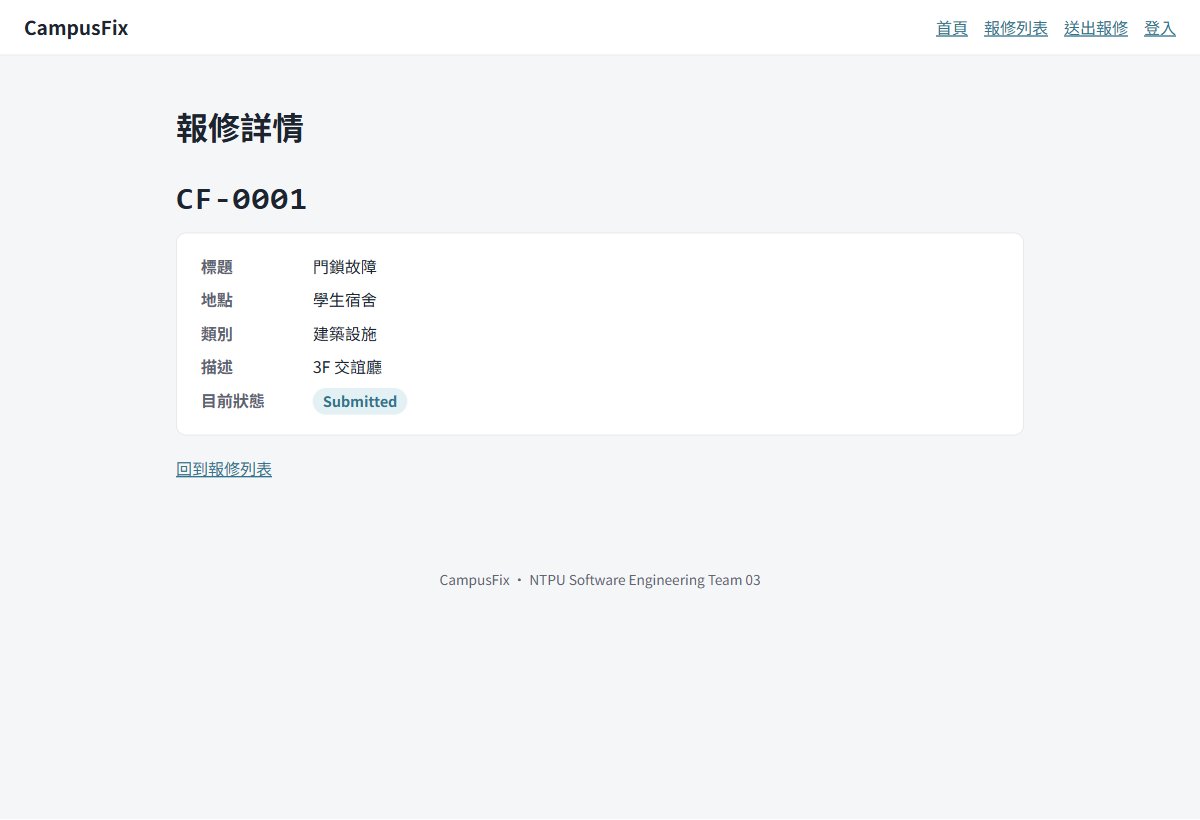 CampusFix
首頁 報修列表 送出報修 登入
報修詳情
CF-0001
標題 門鎖故障
地點 學生宿舍
類別 建築設施
描述 3F 交誼廳
目前狀態 Submitted
回到報修列表
CampusFix · NTPU Software Engineering Team 03